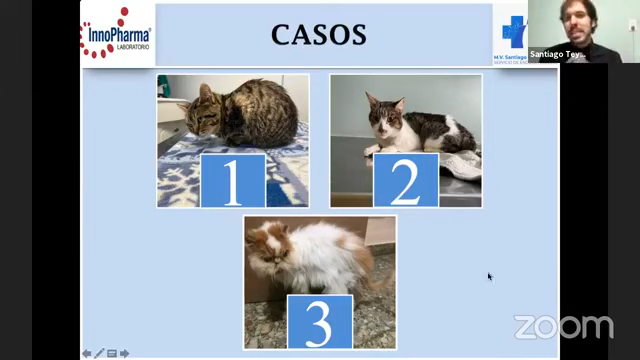 InnoPharma
LABORATORIO
CASOS
M.V. Santiago
Santiago Tey
1
2
3
zoom